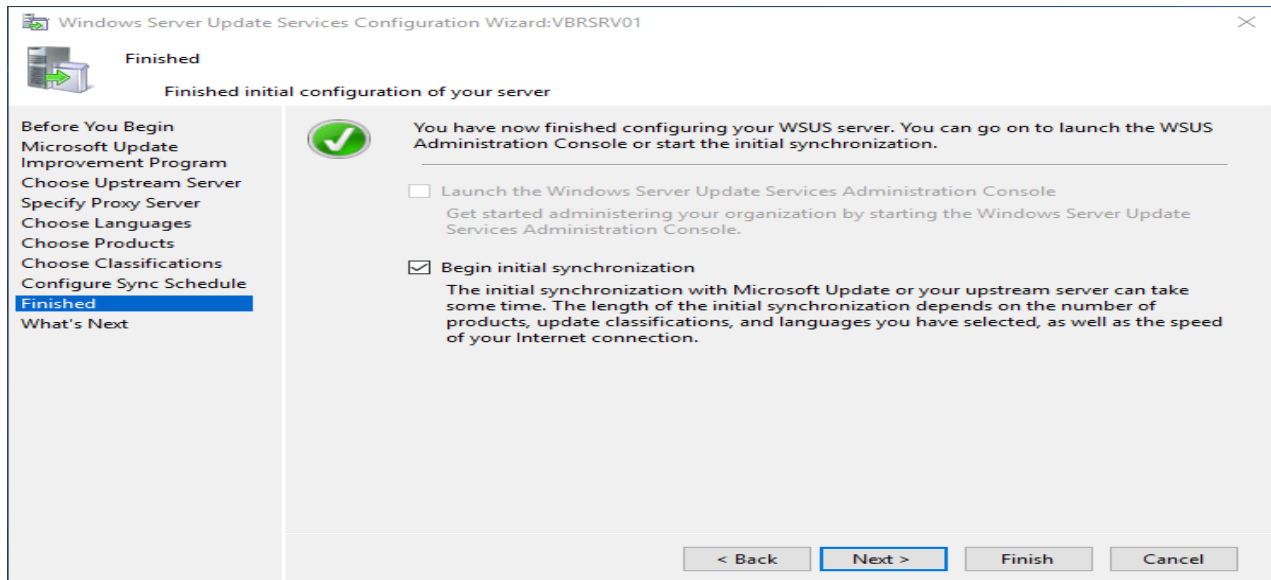 Windows Server Update Services Configuration Wizard:VBRSRV01
Finished
Finished initial configuration of your server
Before You Begin
Microsoft Update
Improvement Program
Choose Upstream Server
Specify Proxy Server
Choose Languages
Choose Products
Choose Classifications
Configure Sync Schedule
Finished
What's Next
You have now finished configuring your WSUS server. You can go on to launch the WSUS
Administration Console or start the initial synchronization.
Launch the Windows Server Update Services Administration Console
Get started administering your organization by starting the Windows Server Update
Services Administration Console.
Begin initial synchronization
The initial synchronization with Microsoft Update or your upstream server can take
some time. The length of the initial synchronization depends on the number of
products, update classifications, and languages you have selected, as well as the speed
of your Internet connection.
< Back
Next >
Finish
Cancel